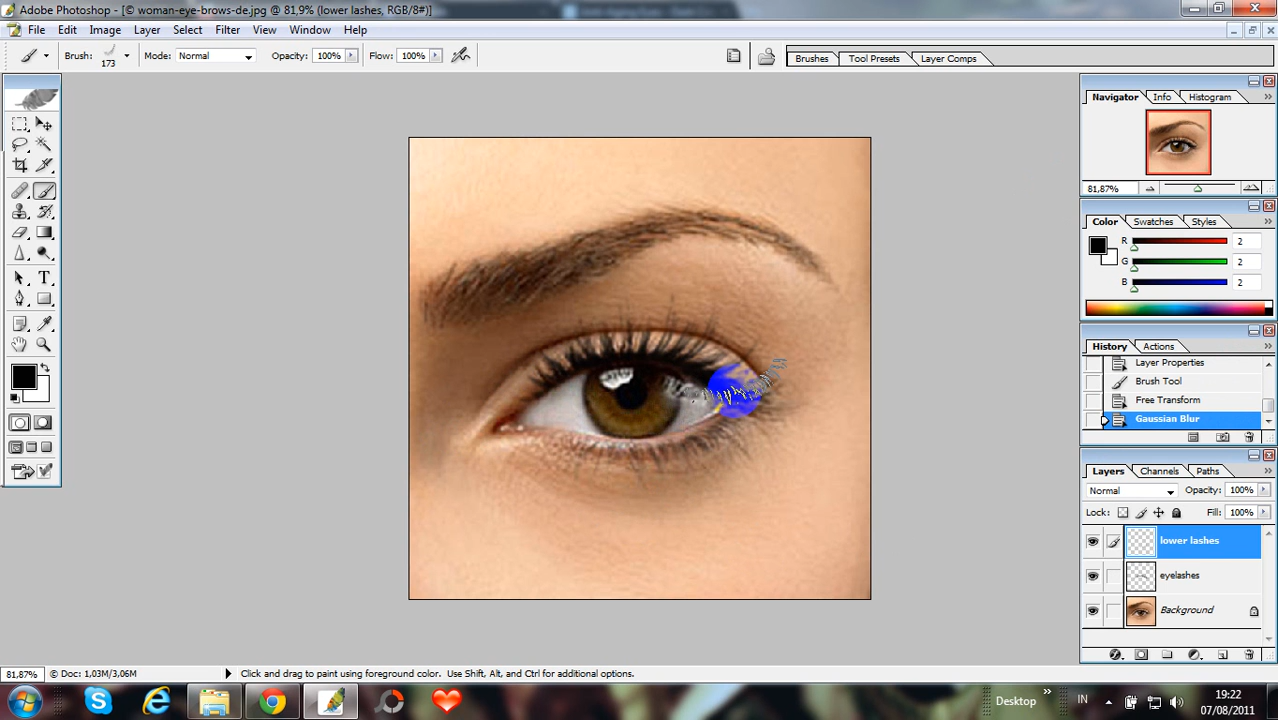 Adobe Photoshop - [© woman-eye-brows-de.jpg @ 81,9% (lower lashes, RGB/8#)]
File Edit Image Layer Select Filter View Window Help
Brush: 173 Mode: Normal Opacity: 100% Flow: 100% Brushes Tool Presets Layer Comps
Navigator Info Histogram
81,87%
Color Swatches Styles
R 2
G 2
B 2
History Actions
Layer Properties
Brush Tool
Free Transform
Gaussian Blur
Layers Channels Paths
Normal Opacity: 100%
Lock: Fill: 100%
lower lashes
eyelashes
Background
81,87% © Doc: 1,03M/3,06M Click and drag to paint using foreground color. Use Shift, Alt, and Ctrl for additional options.
Desktop IN 19:22
07/08/2011